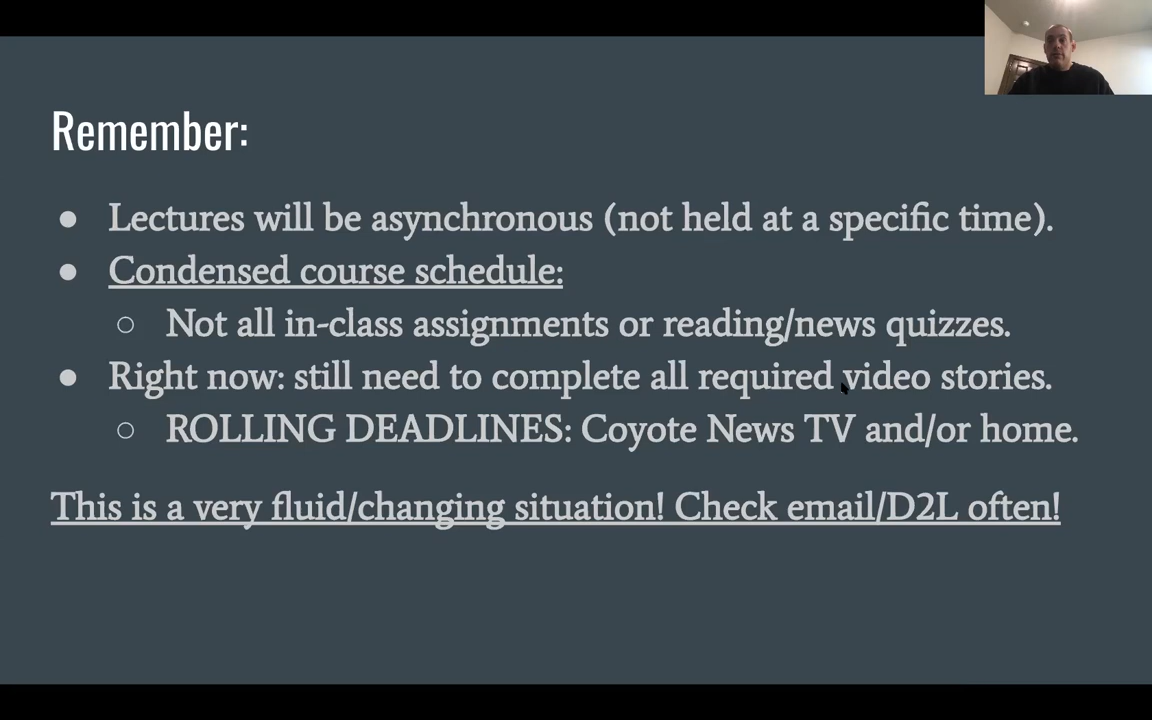 Remember:
● Lectures will be asynchronous (not held at a specific time).
● Condensed course schedule:
○ Not all in-class assignments or reading/news quizzes.
● Right now: still need to complete all required video stories.
○ ROLLING DEADLINES: Coyote News TV and/or home.
This is a very fluid/changing situation! Check email/D2L often!